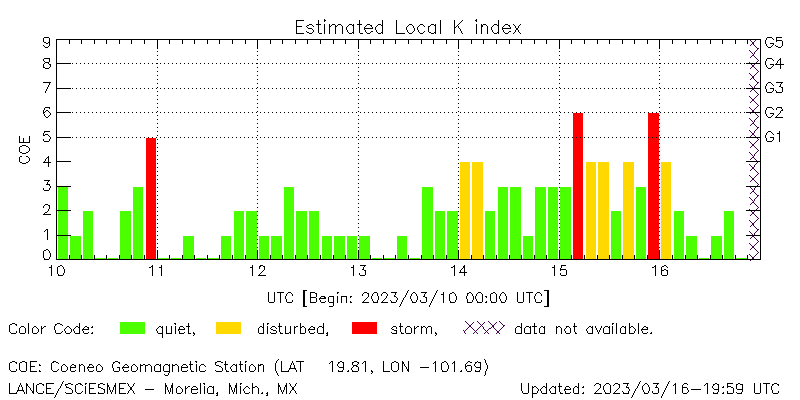 Estimated Local K index
9 G5
8 G4
7 G3
6 G2
5 G1
COE
4
3
2
1
0
10 11 12 13 14 15 16
UTC [Begin: 2023/03/10 00:00 UTC]
Color Code: quiet, disturbed, storm, data not available.
COE: Coeneo Geomagnetic Station (LAT 19.81, LON -101.69)
LANCE/SCiESMEX - Morelia, Mich., MX Updated: 2023/03/16-19:59 UTC